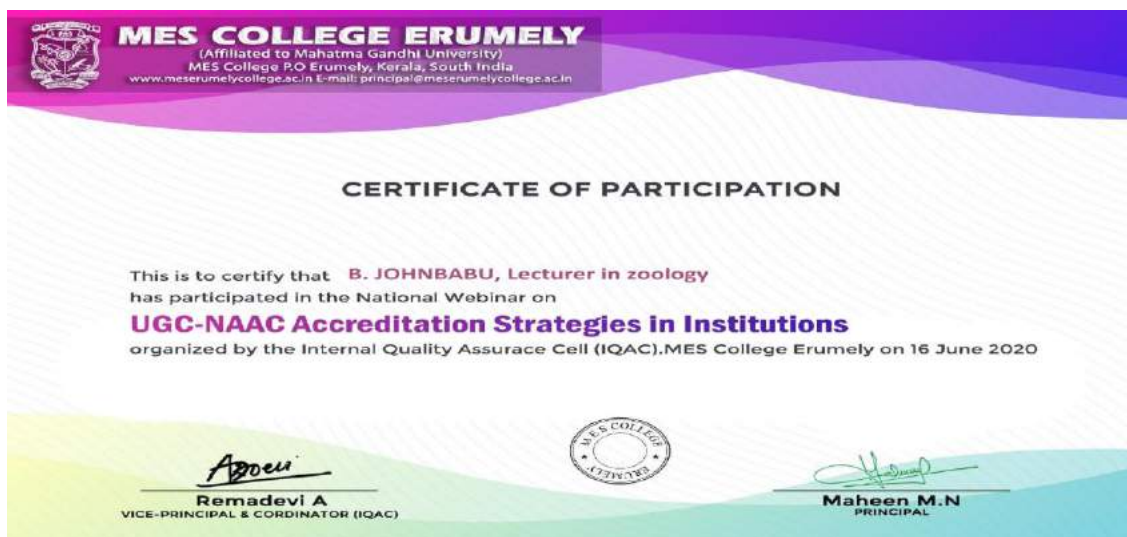 MES COLLEGE ERUMELY
(Affiliated to Mahatma Gandhi University)
MES College P.O Erumely, Kerala, South India
www.meserumelycollege.ac.in E-mail: principal@meserumelycollege.ac.in
CERTIFICATE OF PARTICIPATION
This is to certify that B. JOHNBABU, Lecturer in zoology
has participated in the National Webinar on
UGC-NAAC Accreditation Strategies in Institutions
organized by the Internal Quality Assurace Cell (IQAC).MES College Erumely on 16 June 2020
MES COLLEGE
ERUMELY
Remadevi A
VICE-PRINCIPAL & CORDINATOR (IQAC)
Maheen M.N
PRINCIPAL